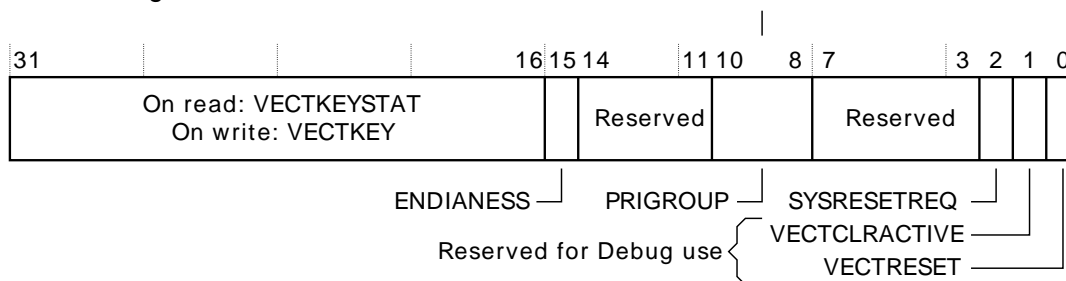 31 16 15 14 11 10 8 7 3 2 1 0
On read: VECTKEYSTAT
On write: VECTKEY
Reserved
Reserved
ENDIANESS
PRIGROUP
SYSRESETREQ
Reserved for Debug use
VECTCLRACTIVE
VECTRESET